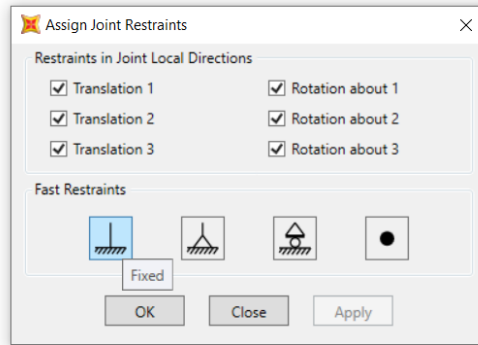 Assign Joint Restraints
Restraints in Joint Local Directions
Translation 1 Rotation about 1
Translation 2 Rotation about 2
Translation 3 Rotation about 3
Fast Restraints
Fixed
OK Close Apply